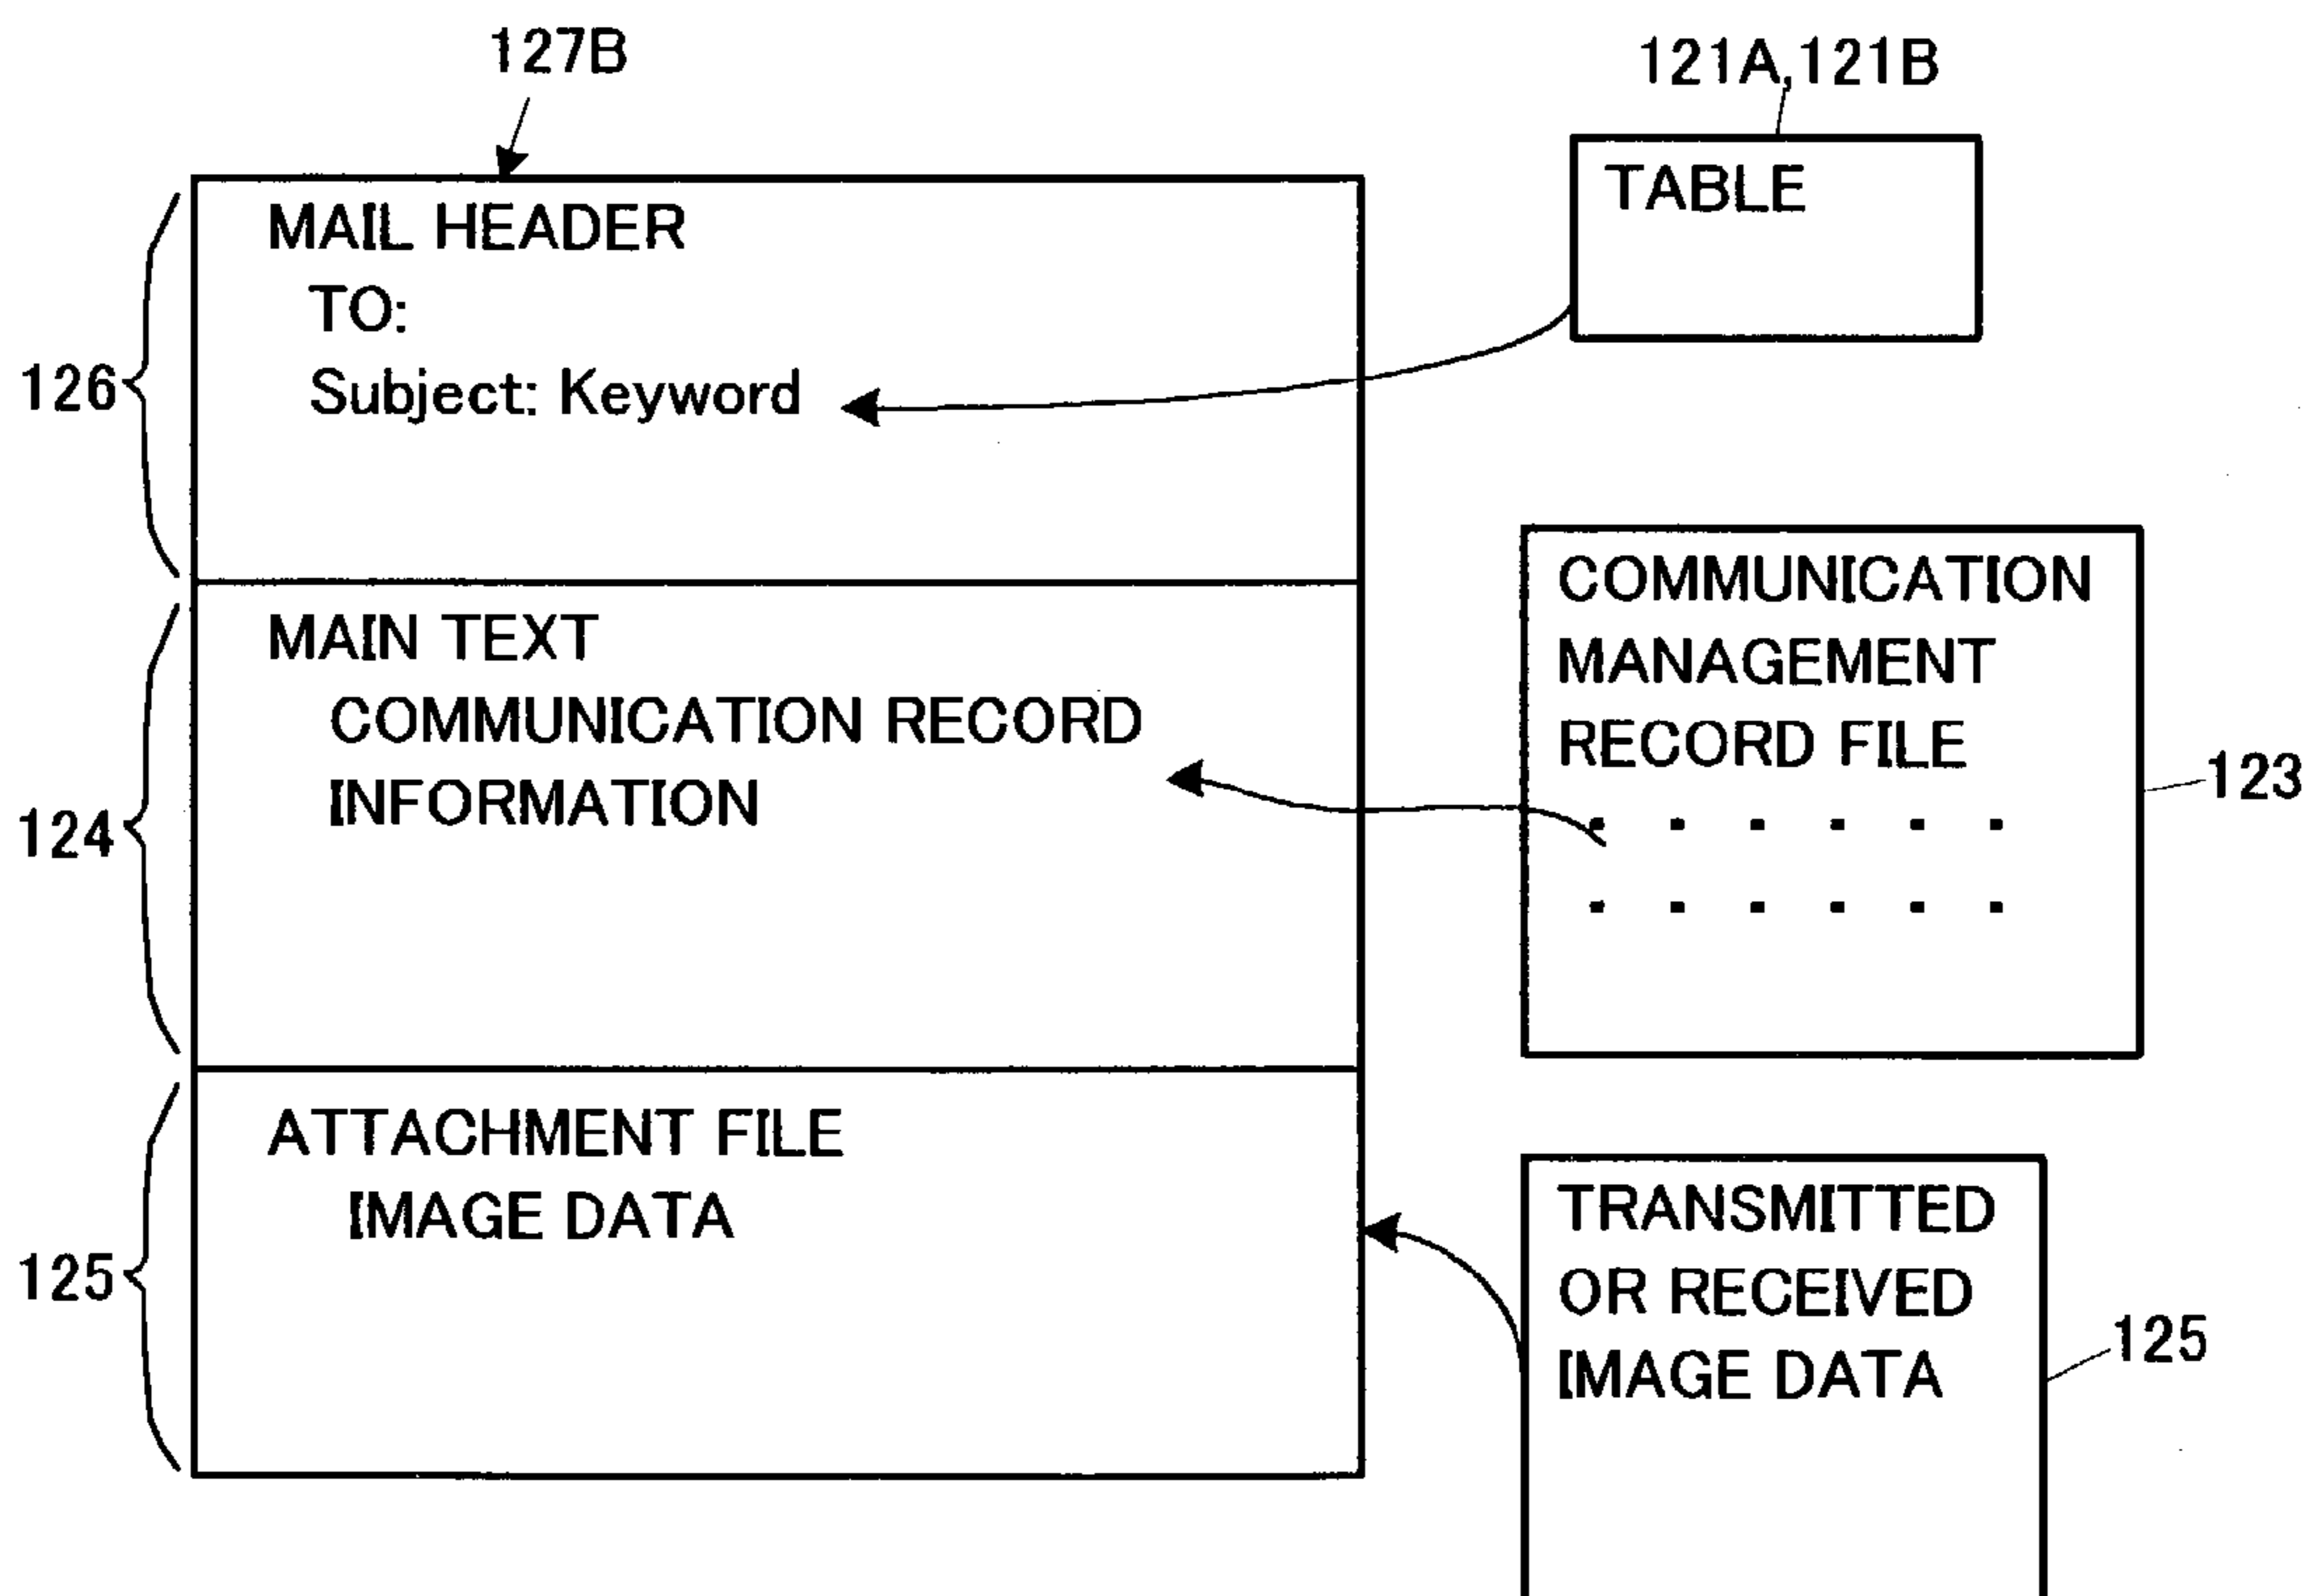 127B
121A,121B
MAIL HEADER
TO:
Subject: Keyword
126
TABLE
MAIN TEXT
COMMUNICATION RECORD
INFORMATION
124
COMMUNICATION
MANAGEMENT
RECORD FILE
123
ATTACHMENT FILE
IMAGE DATA
125
TRANSMITTED
OR RECEIVED
IMAGE DATA
125